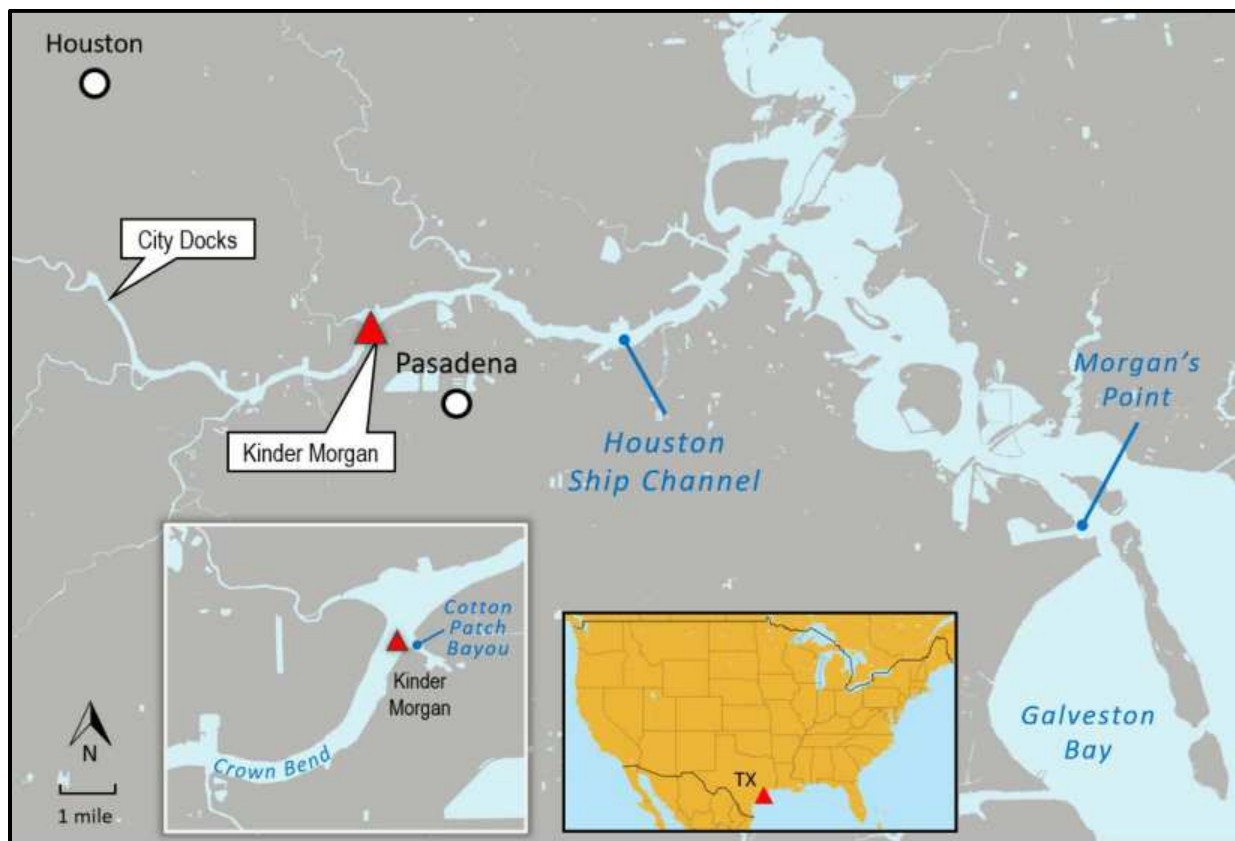 Houston
City Docks
Pasadena
Kinder Morgan
Houston
Ship Channel
Morgan's
Point
Cotton
Patch
Bayou
Kinder
Morgan
Crown Bend
N
1 mile
TX
Galveston
Bay